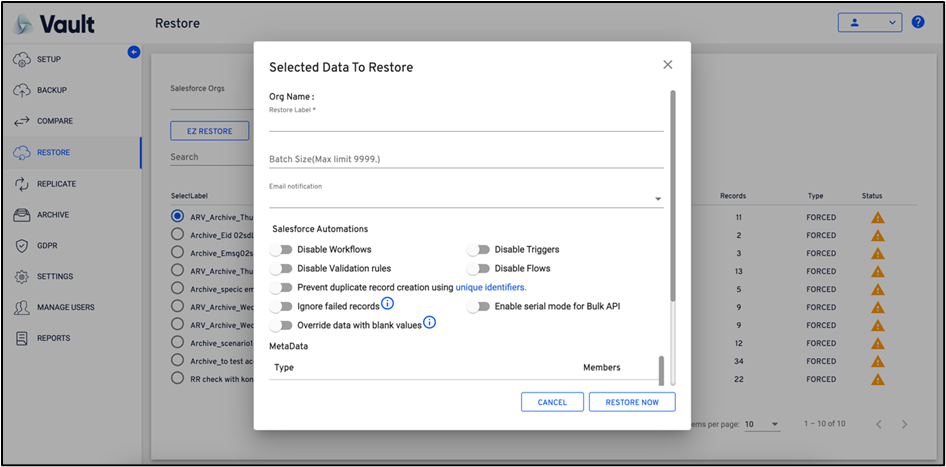 Vault
Restore
SETUP
BACKUP
COMPARE
RESTORE
REPLICATE
ARCHIVE
GDPR
SETTINGS
MANAGE USERS
REPORTS
Salesforce Orgs
EZ RESTORE
Search
Select Label Records Type Status
ARV_Archive_Thu 11 FORCED
Archive_Eid 02sdL 2 FORCED
Archive_Emsg02s 3 FORCED
ARV_Archive_Thu 13 FORCED
Archive_specic em 5 FORCED
ARV_Archive_Wed 9 FORCED
ARV_Archive_Wed 9 FORCED
Archive_scenario1 12 FORCED
Archive_to test acc 34 FORCED
RR check with kon 22 FORCED
ems per page: 10 1 – 10 of 10
Selected Data To Restore
Org Name :
Restore Label *
Batch Size(Max limit 9999.)
Email notification
Salesforce Automations
Disable Workflows Disable Triggers
Disable Validation rules Disable Flows
Prevent duplicate record creation using unique identifiers.
Ignore failed records Enable serial mode for Bulk API
Override data with blank values
MetaData
Type Members
CANCEL RESTORE NOW